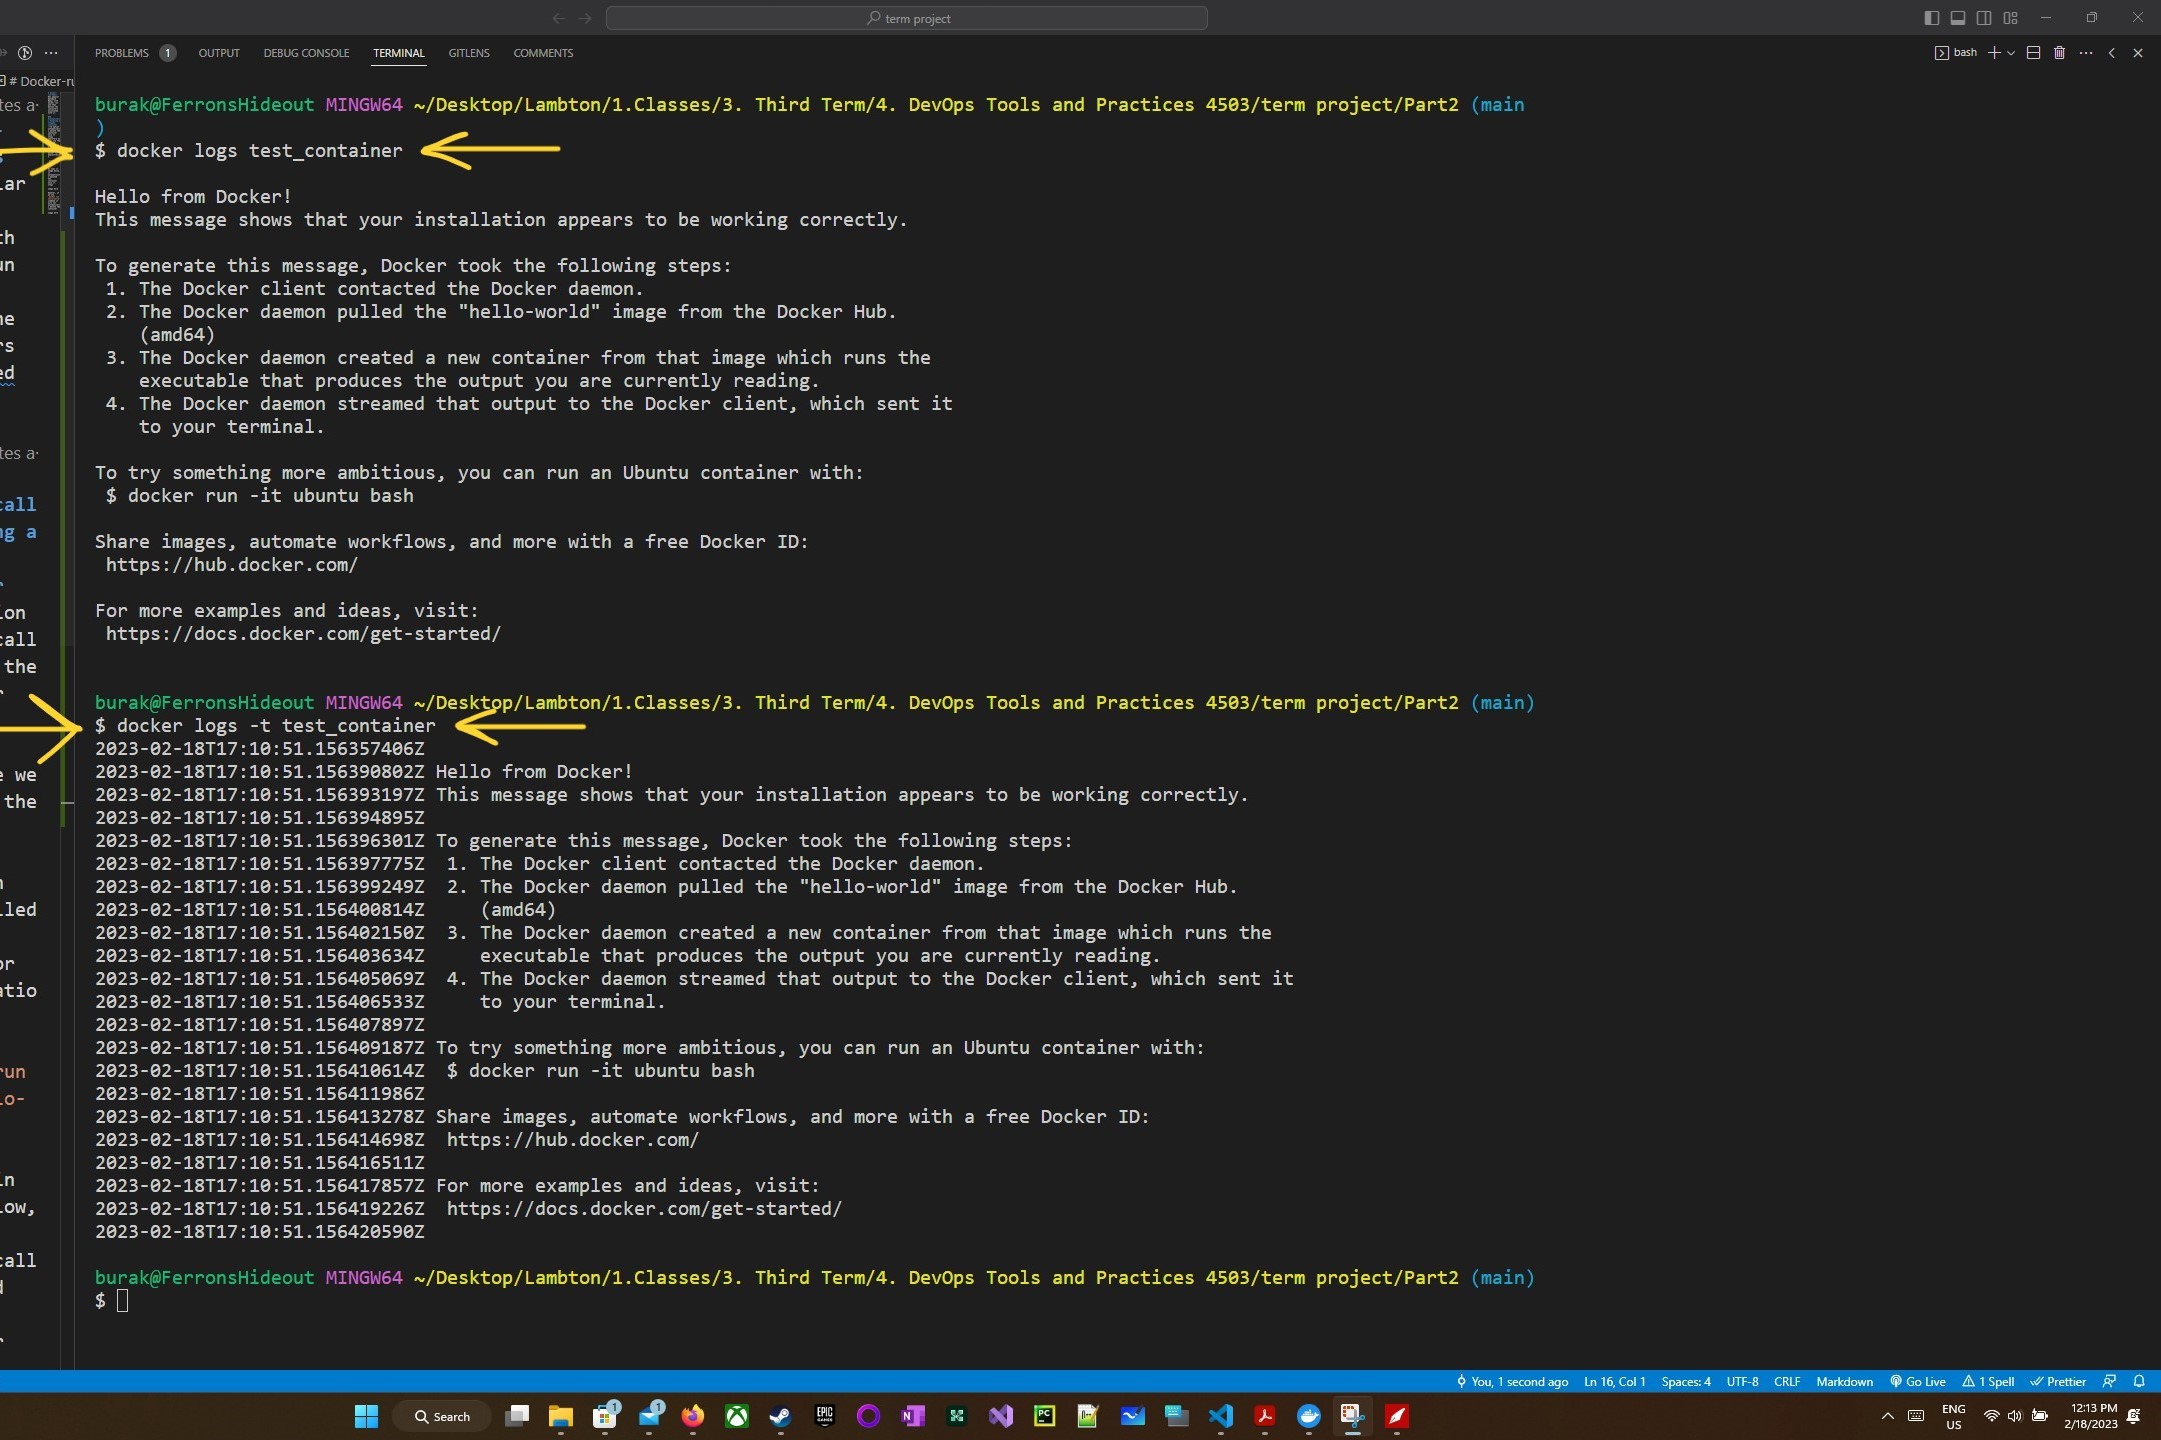 term project
PROBLEMS 1 OUTPUT DEBUG CONSOLE TERMINAL GITLENS COMMENTS bash
burak@FerronsHideout MINGW64 ~/Desktop/Lambton/1.Classes/3. Third Term/4. DevOps Tools and Practices 4503/term project/Part2 (main
)
$ docker logs test_container
Hello from Docker!
This message shows that your installation appears to be working correctly.
To generate this message, Docker took the following steps:
1. The Docker client contacted the Docker daemon.
2. The Docker daemon pulled the "hello-world" image from the Docker Hub.
(amd64)
3. The Docker daemon created a new container from that image which runs the
executable that produces the output you are currently reading.
4. The Docker daemon streamed that output to the Docker client, which sent it
to your terminal.
To try something more ambitious, you can run an Ubuntu container with:
$ docker run -it ubuntu bash
Share images, automate workflows, and more with a free Docker ID:
https://hub.docker.com/
For more examples and ideas, visit:
https://docs.docker.com/get-started/
burak@FerronsHideout MINGW64 ~/Desktop/Lambton/1.Classes/3. Third Term/4. DevOps Tools and Practices 4503/term project/Part2 (main)
$ docker logs -t test_container
2023-02-18T17:10:51.156357406Z
2023-02-18T17:10:51.156390802Z Hello from Docker!
2023-02-18T17:10:51.156393197Z This message shows that your installation appears to be working correctly.
2023-02-18T17:10:51.156394895Z
2023-02-18T17:10:51.156396301Z To generate this message, Docker took the following steps:
2023-02-18T17:10:51.156397775Z 1. The Docker client contacted the Docker daemon.
2023-02-18T17:10:51.156399249Z 2. The Docker daemon pulled the "hello-world" image from the Docker Hub.
2023-02-18T17:10:51.156400814Z (amd64)
2023-02-18T17:10:51.156402150Z 3. The Docker daemon created a new container from that image which runs the
2023-02-18T17:10:51.156403634Z executable that produces the output you are currently reading.
2023-02-18T17:10:51.156405069Z 4. The Docker daemon streamed that output to the Docker client, which sent it
2023-02-18T17:10:51.156406533Z to your terminal.
2023-02-18T17:10:51.156407897Z
2023-02-18T17:10:51.156409187Z To try something more ambitious, you can run an Ubuntu container with:
2023-02-18T17:10:51.156410614Z $ docker run -it ubuntu bash
2023-02-18T17:10:51.156411986Z
2023-02-18T17:10:51.156413278Z Share images, automate workflows, and more with a free Docker ID:
2023-02-18T17:10:51.156414698Z https://hub.docker.com/
2023-02-18T17:10:51.156416511Z
2023-02-18T17:10:51.156417857Z For more examples and ideas, visit:
2023-02-18T17:10:51.156419226Z https://docs.docker.com/get-started/
2023-02-18T17:10:51.156420590Z
burak@FerronsHideout MINGW64 ~/Desktop/Lambton/1.Classes/3. Third Term/4. DevOps Tools and Practices 4503/term project/Part2 (main)
$
You, 1 second ago Ln 16, Col 1 Spaces: 4 UTF-8 CRLF Markdown Go Live 1 Spell Prettier
Search
ENG
US
12:13 PM
2/18/2023